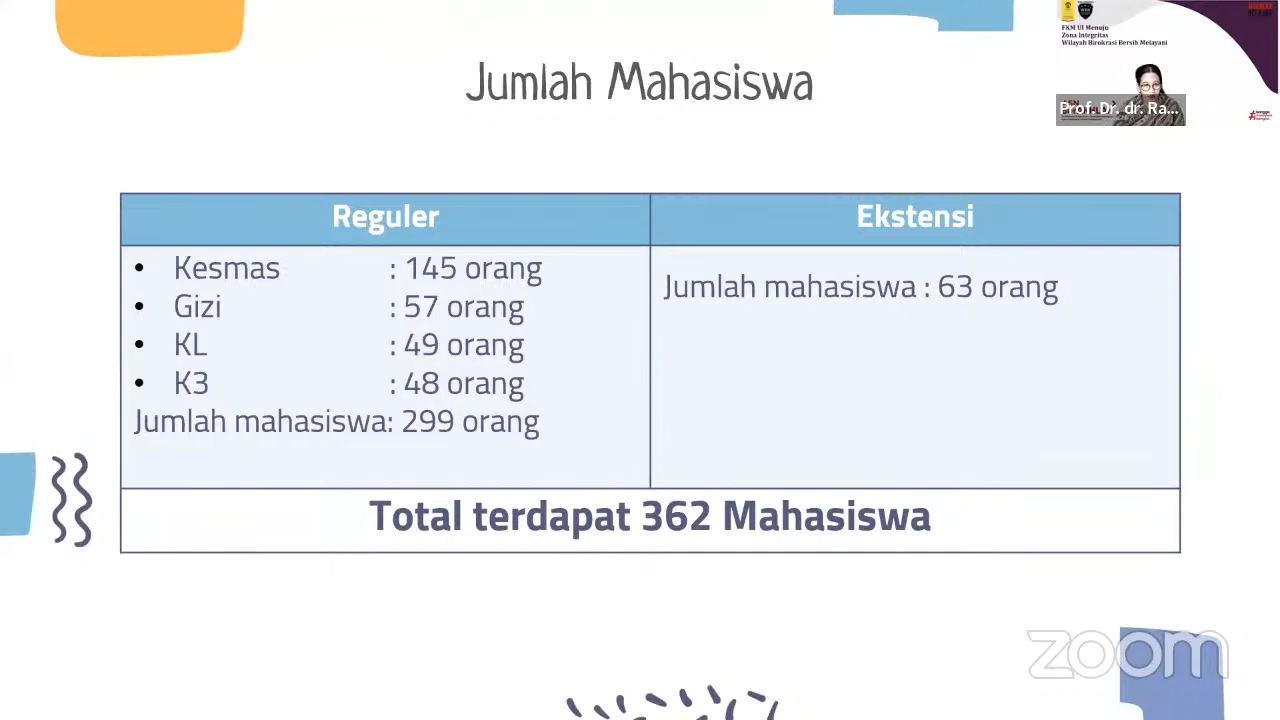 FKM UI Menuju
Zona Integritas
Wilayah Birokrasi Bersih Melayani
Prof. Dr. dr. Ra...
Jumlah Mahasiswa
Reguler
Ekstensi
• Kesmas : 145 orang
• Gizi : 57 orang
• KL : 49 orang
• K3 : 48 orang
Jumlah mahasiswa: 299 orang
Jumlah mahasiswa : 63 orang
Total terdapat 362 Mahasiswa
zoom